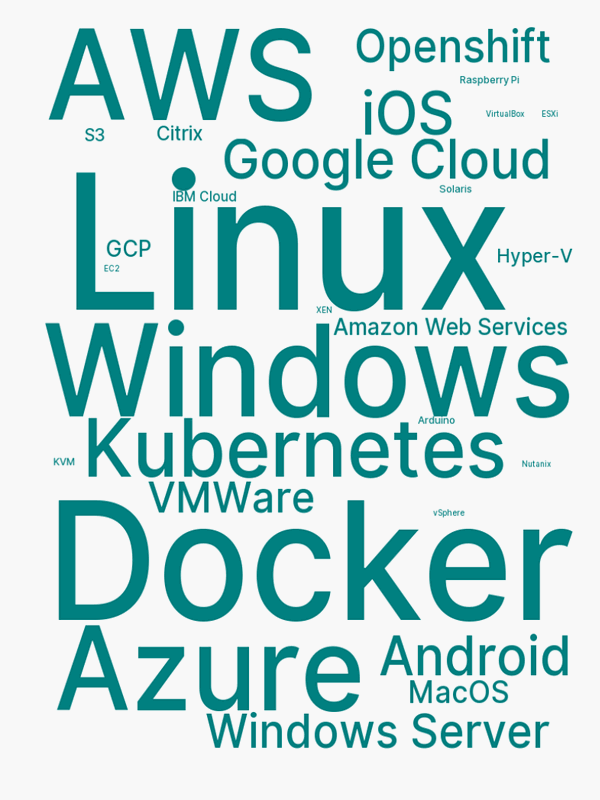 AWS
Openshift
Raspberry Pi
iOS
VirtualBox
ESXi
S3
Citrix
Google Cloud
Solaris
Linux
IBM Cloud
GCP
EC2
Hyper-V
XEN
Amazon Web Services
Windows
Arduino
Kubernetes
KVM
Nutanix
VMWare
vSphere
Docker
Azure
Android
MacOS
Windows Server